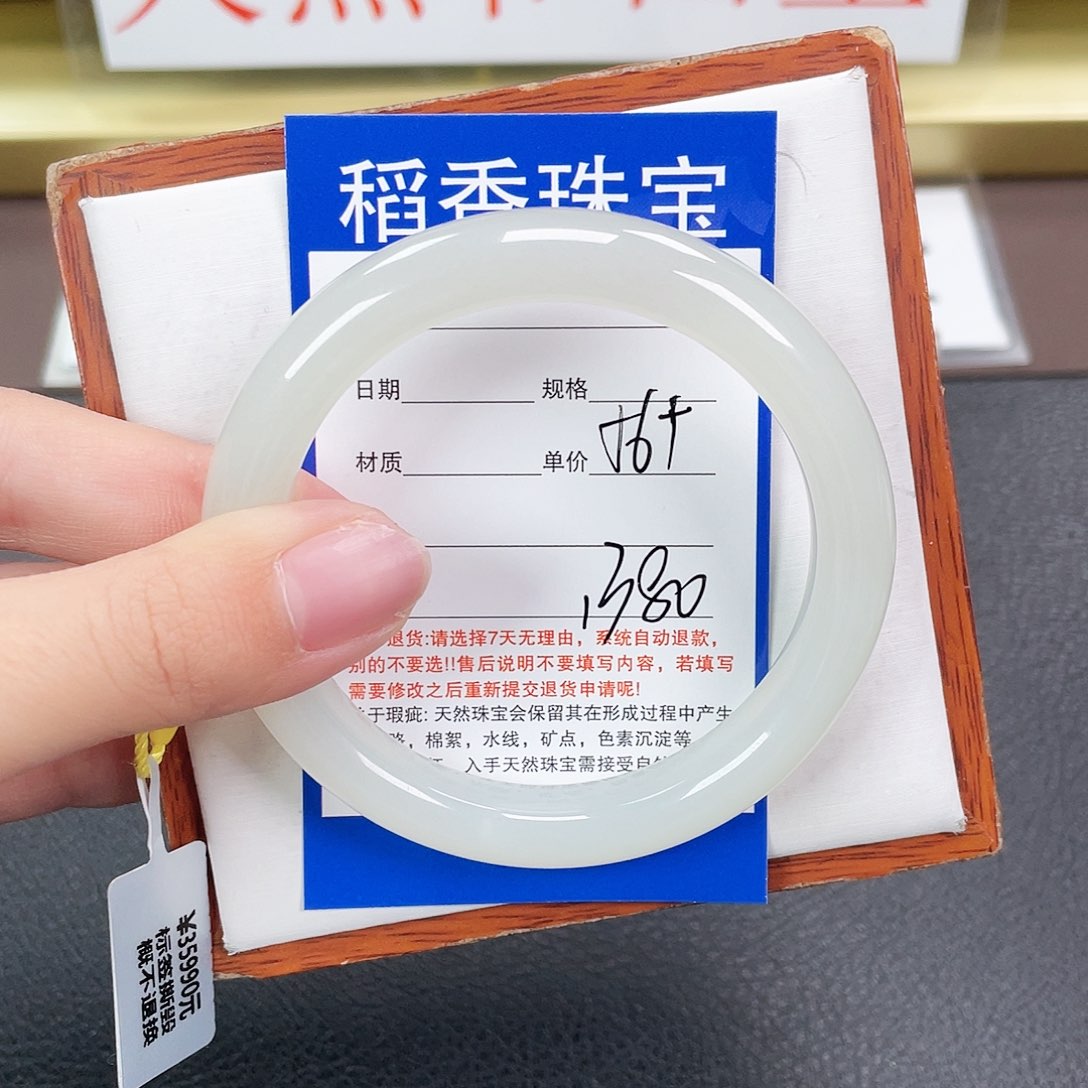 稻香珠宝
日期 规格
材质 单价
1380
退货:请选择7天无理由，系统自动退款，
别的不要选!!售后说明不要填写内容，若填写
需要修改之后重新提交退货申请呢!
于瑕疵: 天然珠宝会保留其在形成过程中产生
，棉絮，水线，矿点，色素沉淀等
入手天然珠宝需接受自
¥35990元
标签撕毁
概不退换